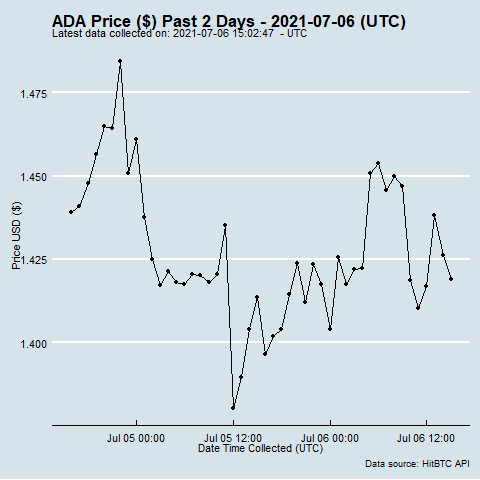 ADA Price ($) Past 2 Days - 2021-07-06 (UTC)
Latest data collected on: 2021-07-06 15:02:47  - UTC
1.475
1.450
1.425
1.400
Price USD ($)
Jul 05 00:00
Jul 05 12:00
Jul 06 00:00
Jul 06 12:00
Date Time Collected (UTC)
Data source: HitBTC API